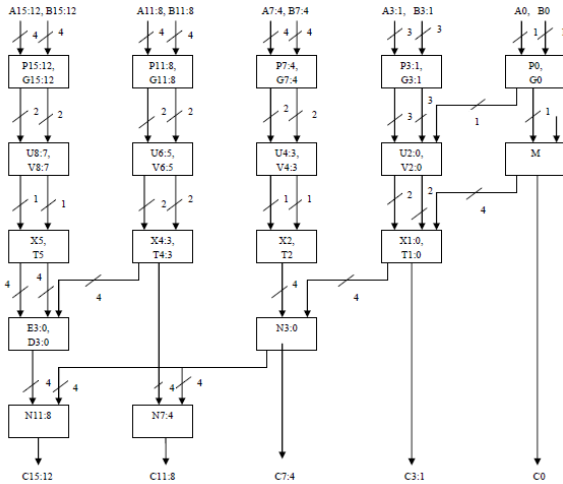 A15:12, B15:12 A11:8, B11:8 A7:4, B7:4 A3:1, B3:1 A0, B0
4 4 4 4 4 4 3 3 1 1
P15:12, G15:12
P11:8, G11:8
P7:4, G7:4
P3:1, G3:1
P0, G0
2 2 2 2 2 2 3 3 1 1
U8:7, V8:7
U6:5, V6:5
U4:3, V4:3
U2:0, V2:0
M
1 1 2 2 1 1 2 2 4
X5, T5
X4:3, T4:3
X2, T2
X1:0, T1:0
4 4 4 4 4
E3:0, D3:0
N3:0
4 4 4 4
N11:8
N7:4
C15:12 C11:8 C7:4 C3:1 C0